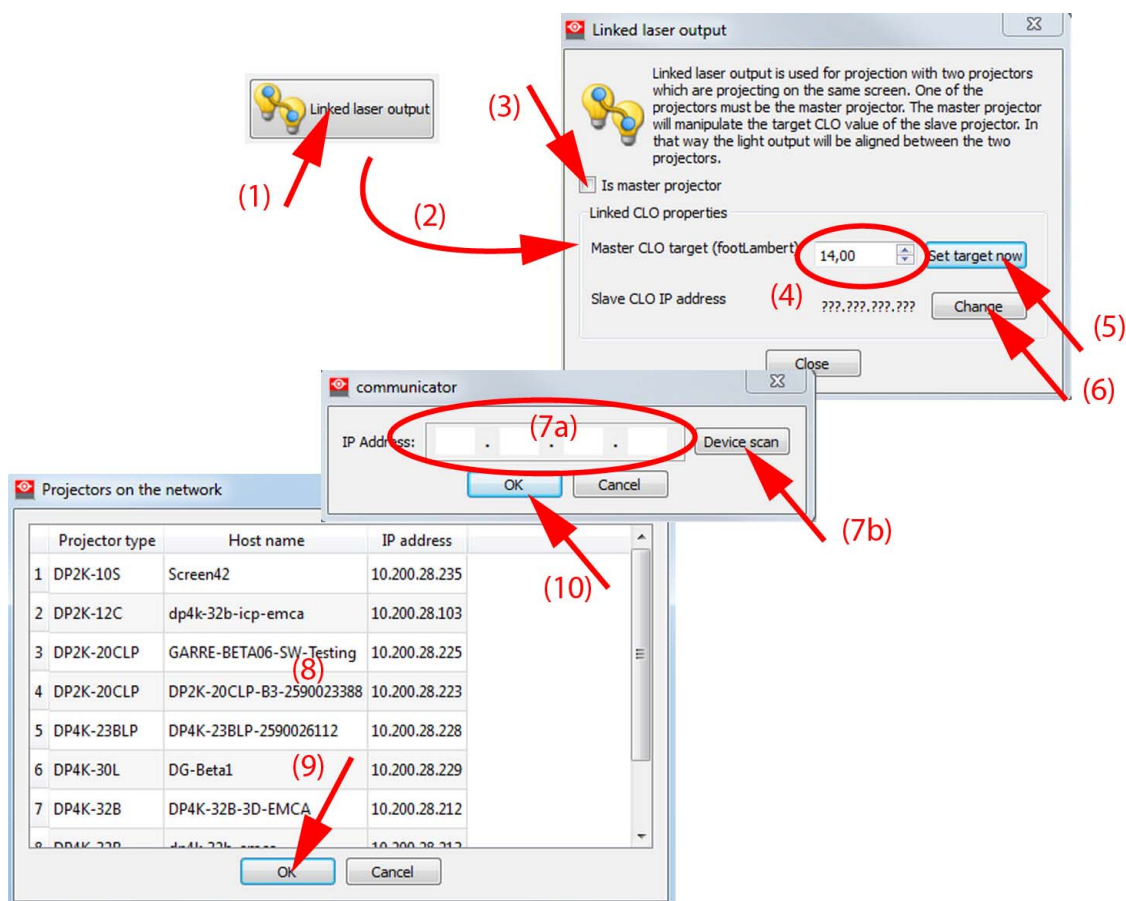 Linked laser output
(1)
(2)
Linked laser output
Linked laser output is used for projection with two projectors
which are projecting on the same screen. One of the
projectors must be the master projector. The master projector
will manipulate the target CLO value of the slave projector. In
that way the light output will be aligned between the two
projectors.
(3)
Is master projector
Linked CLO properties
Master CLO target (footLambert) 14,00 Set target now
(4)
(5)
Slave CLO IP address ???.???.???.??? Change
(6)
Close
communicator
IP Address: . . . Device scan
(7a)
(7b)
OK Cancel
(10)
Projectors on the network
Projector type Host name IP address
1 DP2K-10S Screen42 10.200.28.235
2 DP2K-12C dp4k-32b-icp-emca 10.200.28.103
3 DP2K-20CLP GARRE-BETA06-SW-Testing 10.200.28.225
(8)
4 DP2K-20CLP DP2K-20CLP-B3-2590023388 10.200.28.223
5 DP4K-23BLP DP4K-23BLP-2590026112 10.200.28.228
6 DP4K-30L DG-Beta1 10.200.28.229
(9)
7 DP4K-32B DP4K-32B-3D-EMCA 10.200.28.212
OK Cancel